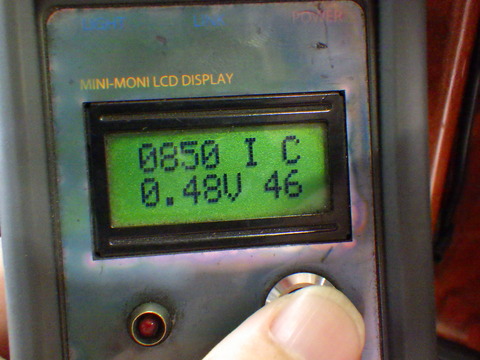 POWER
MINI-MONI LCD DISPLAY
0850 I C
0.48V 46